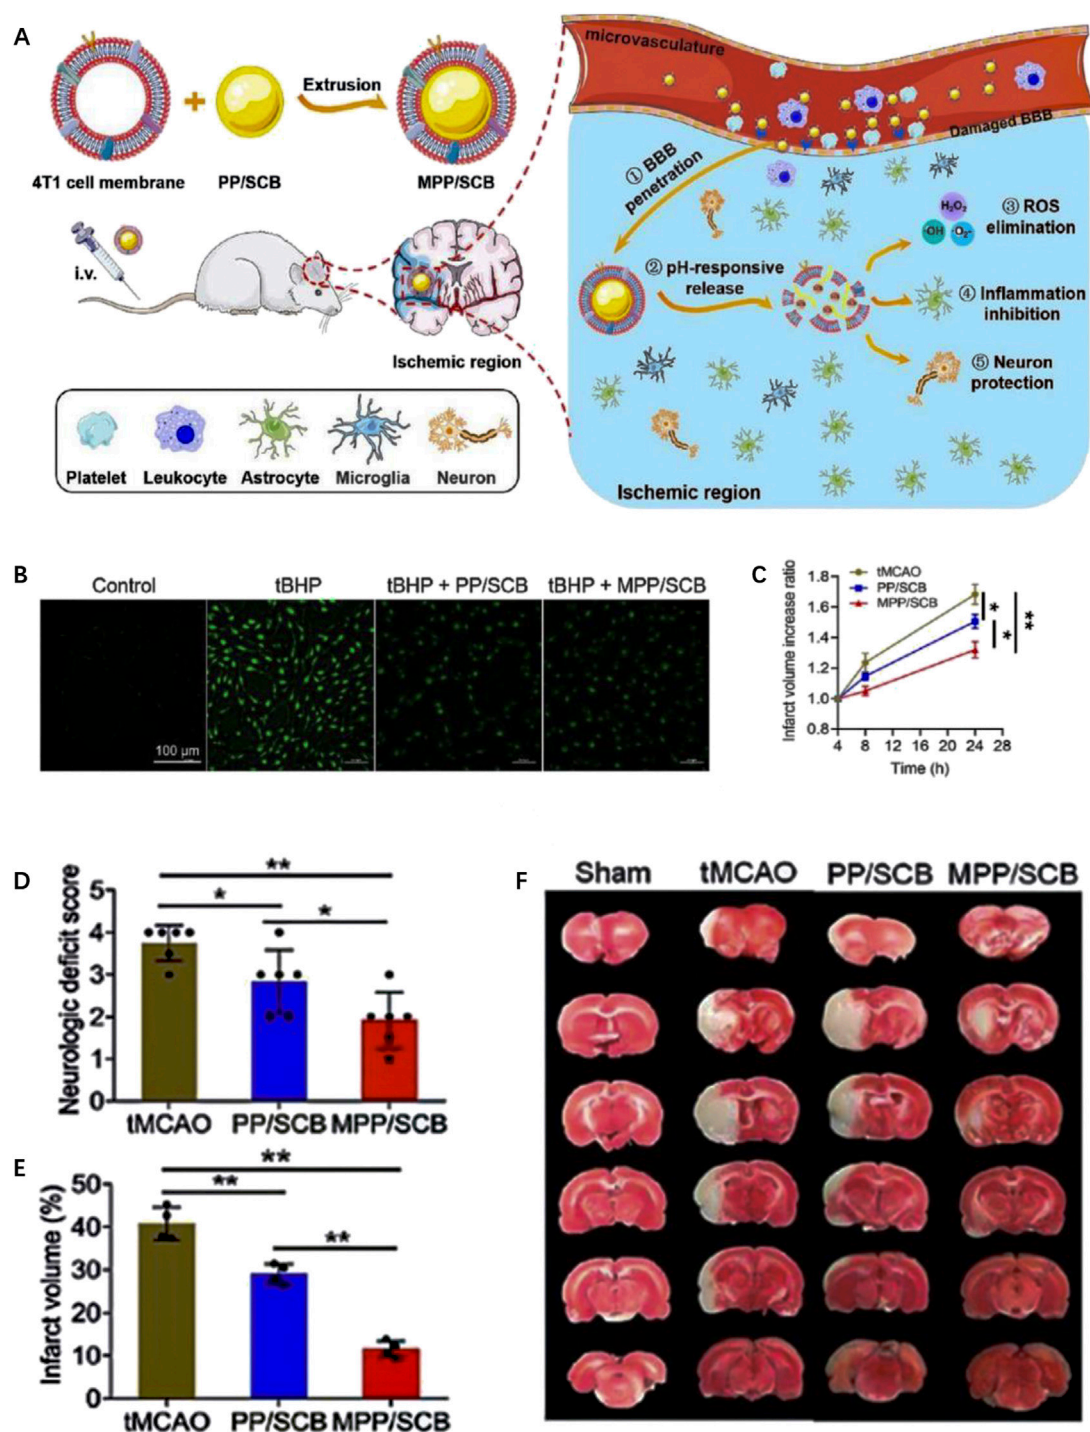 A
4T1 cell membrane
PP/SCB
Extrusion
MPP/SCB
i.v.
Ischemic region
Platelet
Leukocyte
Astrocyte
Microglia
Neuron
microvasculature
Damaged BBB
① BBB
penetration
② pH-responsive
release
H₂O₂
·OH
·O₂⁻
③ ROS
elimination
④ Inflammation
inhibition
⑤ Neuron
protection
Ischemic region
B
Control
tBHP
tBHP + PP/SCB
tBHP + MPP/SCB
100 μm
C
Infarct volume increase ratio
1.8
1.6
1.4
1.2
1.0
0.8
tMCAO
PP/SCB
MPP/SCB
*
*
**
4 8 12 16 20 24 28
Time (h)
D
Neurologic deficit score
5
4
3
2
1
0
**
*
*
tMCAO PP/SCB MPP/SCB
E
Infarct volume (%)
50
40
30
20
10
0
**
**
**
tMCAO PP/SCB MPP/SCB
F
Sham tMCAO PP/SCB MPP/SCB